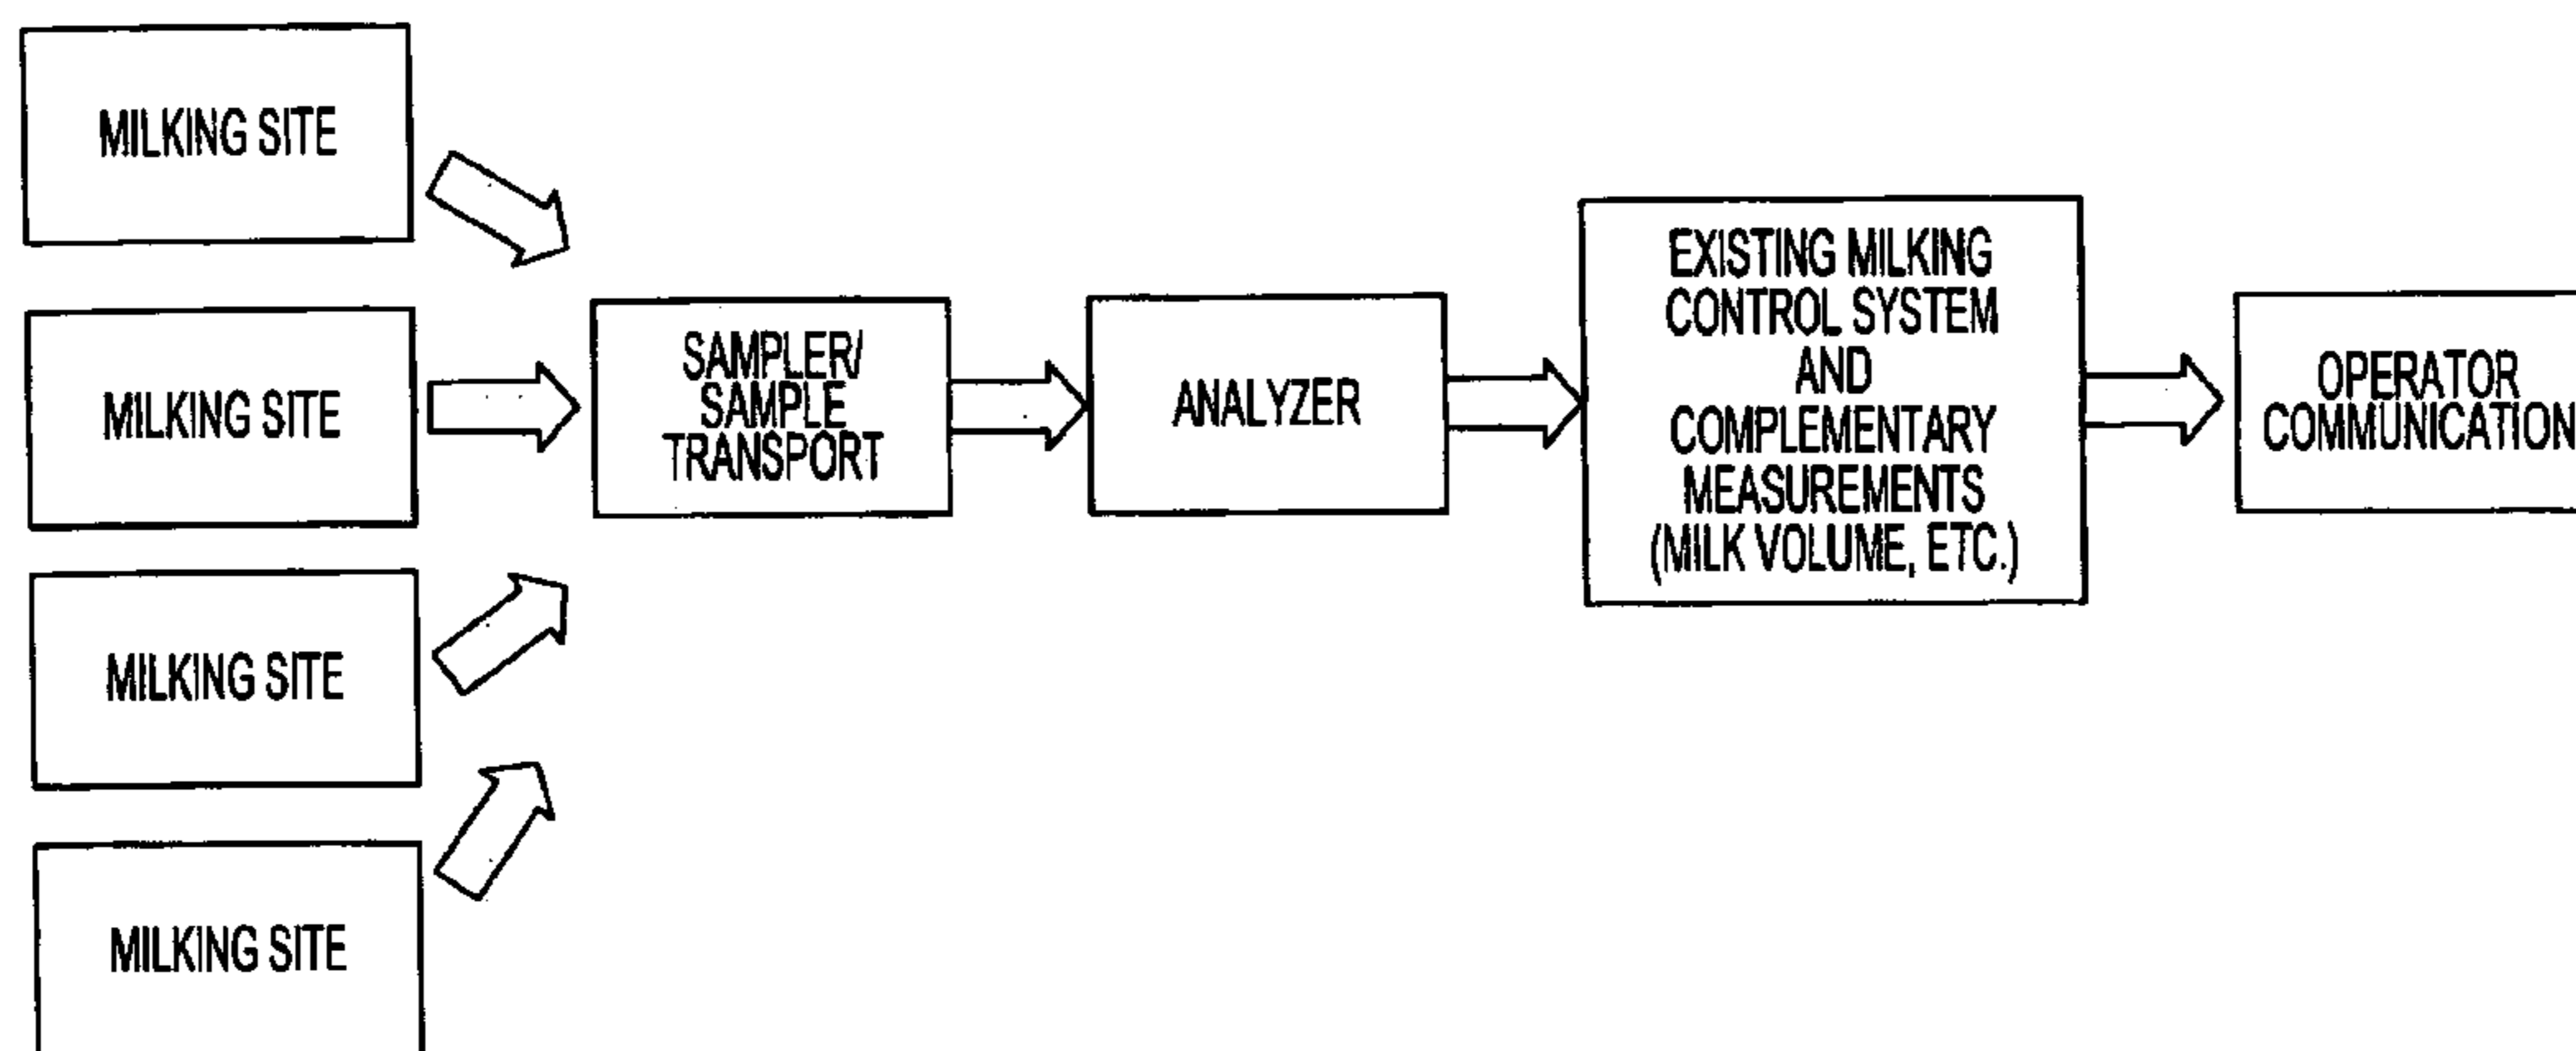 MILKING SITE
MILKING SITE
MILKING SITE
MILKING SITE
SAMPLER/
SAMPLE
TRANSPORT
ANALYZER
EXISTING MILKING
CONTROL SYSTEM
AND
COMPLEMENTARY
MEASUREMENTS
(MILK VOLUME, ETC.)
OPERATOR
COMMUNICATION